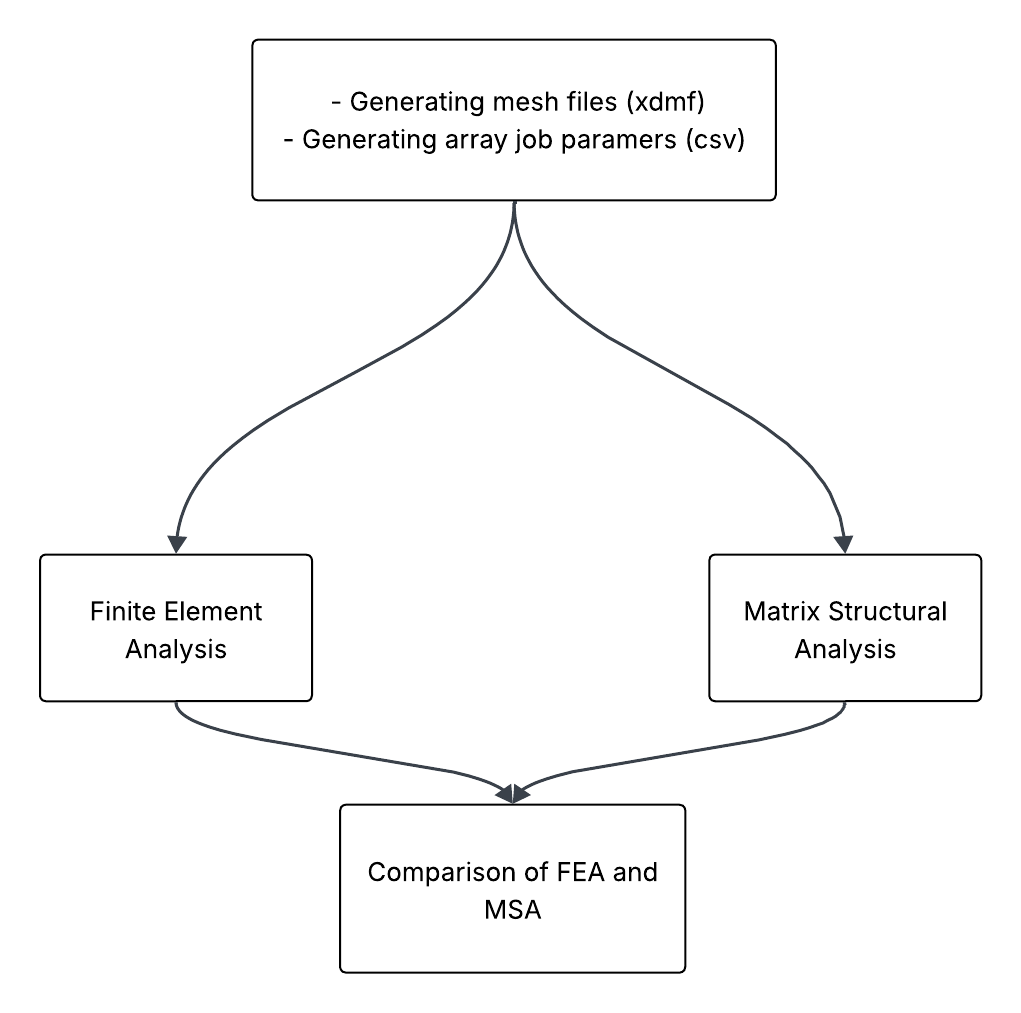 - Generating mesh files (xdmf)
- Generating array job paramers (csv)
Finite Element
Analysis
Matrix Structural
Analysis
Comparison of FEA and
MSA